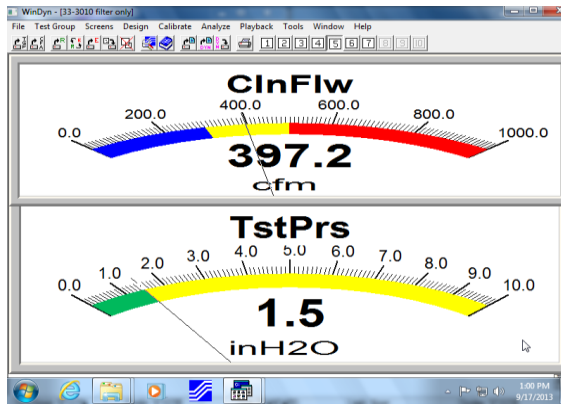 WinDyn - [33-3010 filter only]
File Test Group Screens Design Calibrate Analyze Playback Tools Window Help
1 2 3 4 5 6 7 8 9 10
ClnFlw
0.0 200.0 400.0 600.0 800.0 1000.0
397.2
cfm
TstPrs
0.0 1.0 2.0 3.0 4.0 5.0 6.0 7.0 8.0 9.0 10.0
1.5
inH2O
1:00 PM
9/17/2013